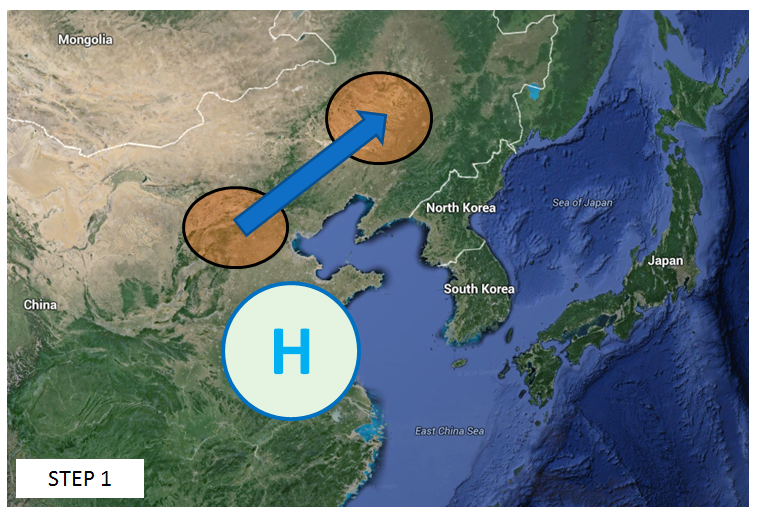 Mongolia
North Korea
Sea of Japan
Japan
South Korea
China
H
East China Sea
STEP 1